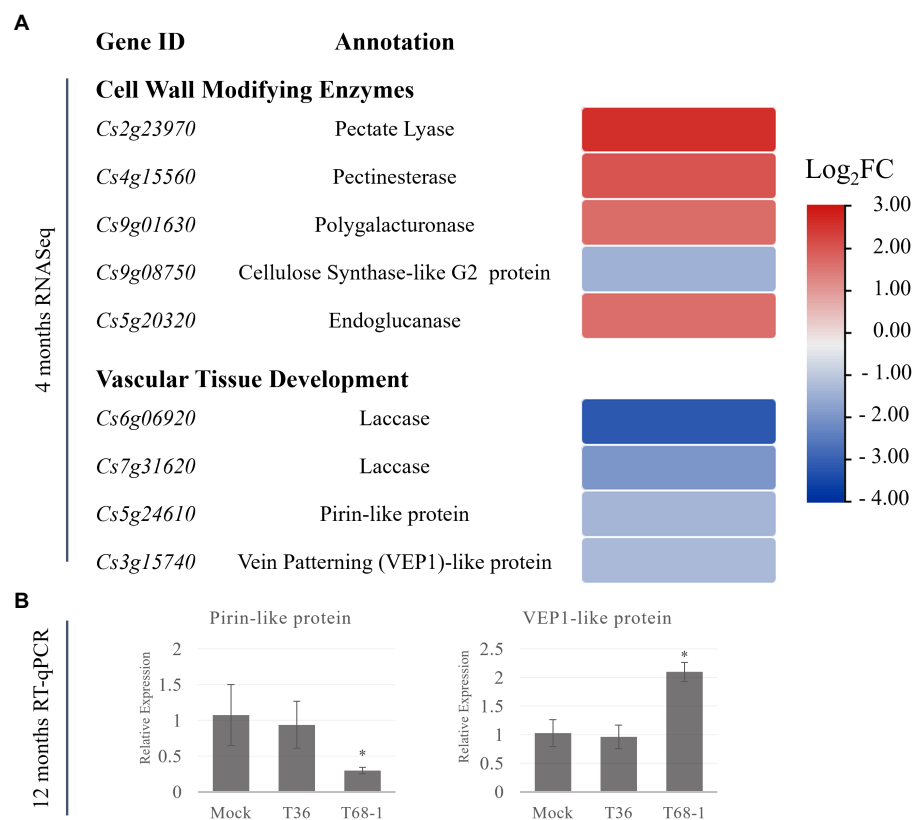 A
Gene ID Annotation
Cell Wall Modifying Enzymes
Cs2g23970 Pectate Lyase
Cs4g15560 Pectinesterase
Cs9g01630 Polygalacturonase
Cs9g08750 Cellulose Synthase-like G2 protein
Cs5g20320 Endoglucanase
Vascular Tissue Development
Cs6g06920 Laccase
Cs7g31620 Laccase
Cs5g24610 Pirin-like protein
Cs3g15740 Vein Patterning (VEP1)-like protein
4 months RNASeq
Log₂FC
3.00
2.00
1.00
0.00
- 1.00
- 2.00
- 3.00
- 4.00
B
12 months RT-qPCR
Pirin-like protein
Relative Expression
2
1.5
1
0.5
0
*
Mock T36 T68-1
VEP1-like protein
Relative Expression
2.5
2
1.5
1
0.5
0
*
Mock T36 T68-1